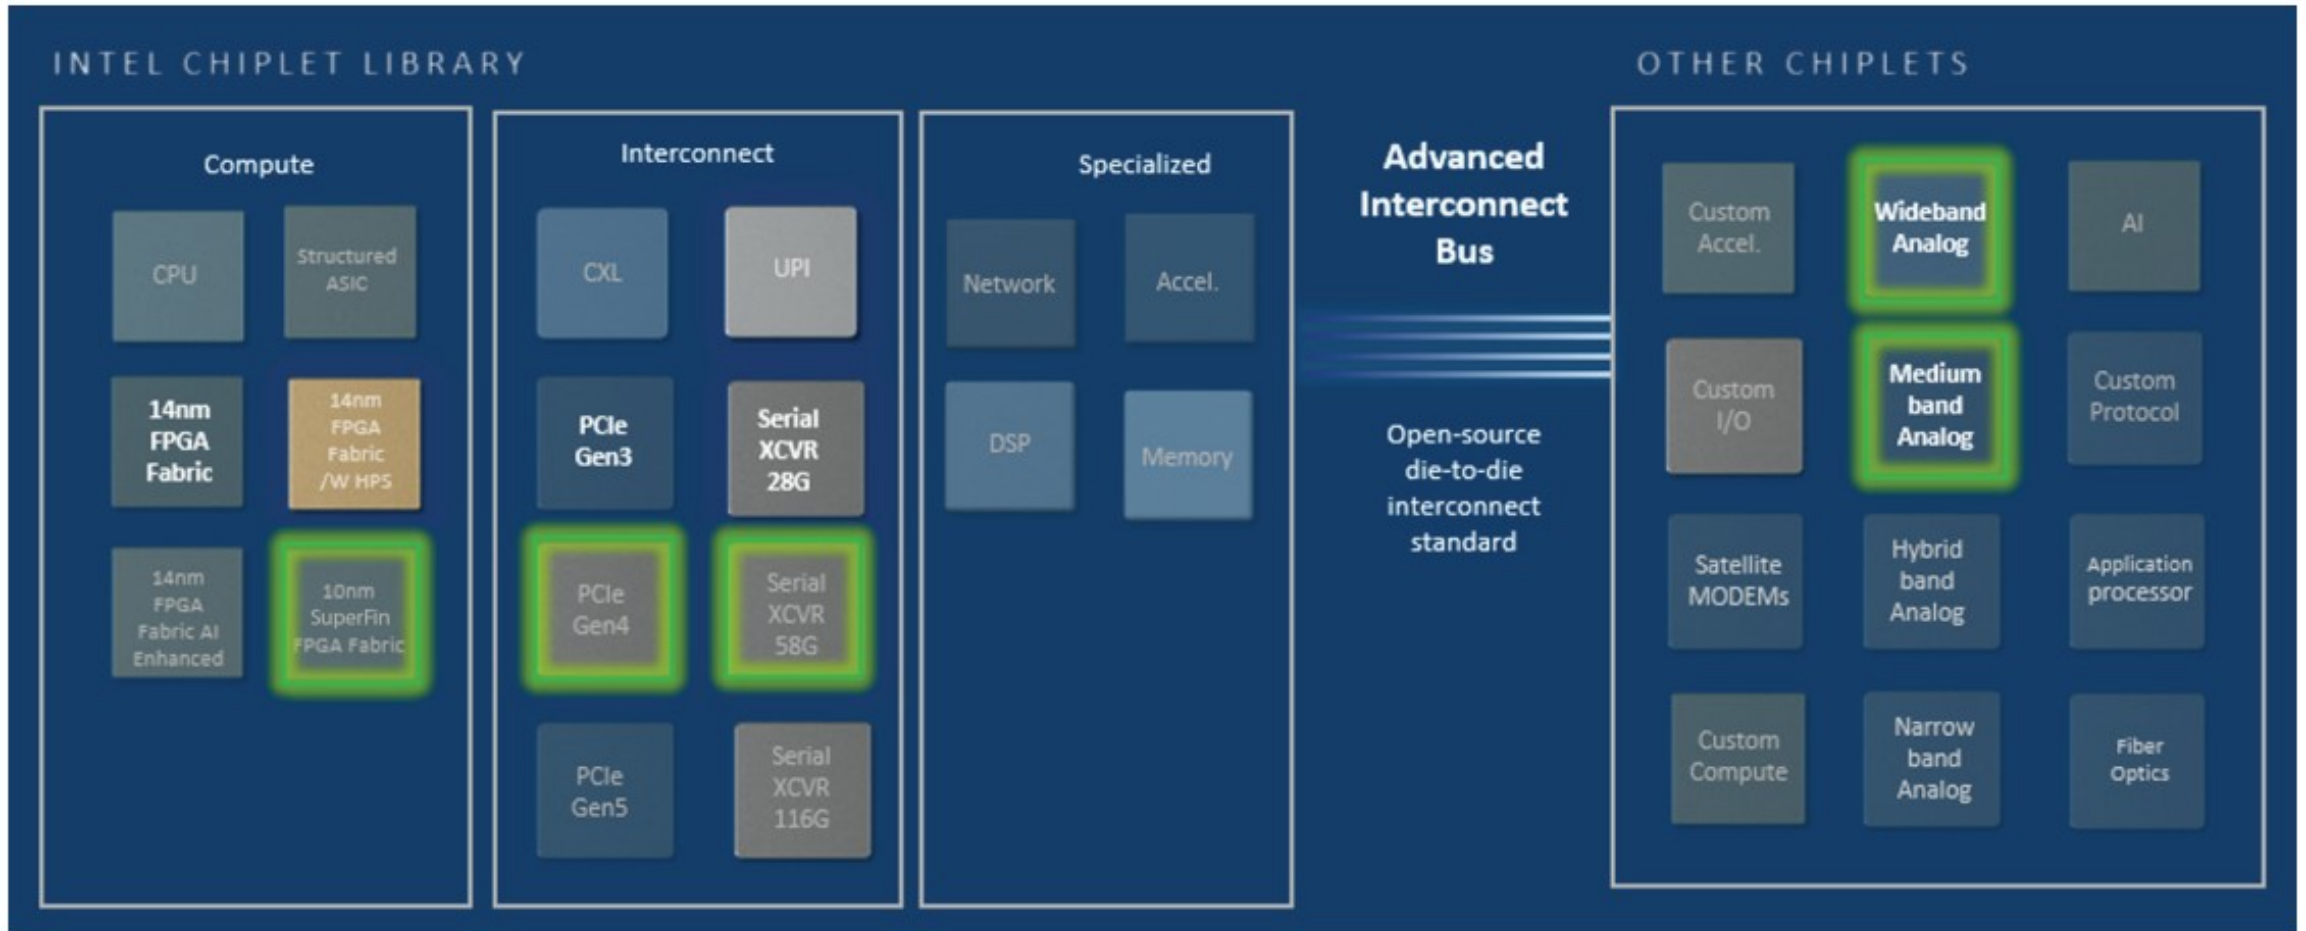 INTEL CHIPLET LIBRARY
Compute
CPU
Structured
ASIC
14nm
FPGA
Fabric
14nm
FPGA
Fabric
/W HPS
14nm
FPGA
Fabric AI
Enhanced
10nm
SuperFin
FPGA Fabric
Interconnect
CXL
UPI
PCIe
Gen3
Serial
XCVR
28G
PCIe
Gen4
Serial
XCVR
58G
PCIe
Gen5
Serial
XCVR
116G
Specialized
Network
Accel.
DSP
Memory
Advanced
Interconnect
Bus
Open-source
die-to-die
interconnect
standard
OTHER CHIPLETS
Custom
Accel.
Wideband
Analog
AI
Custom
I/O
Medium
band
Analog
Custom
Protocol
Satellite
MODEMs
Hybrid
band
Analog
Application
processor
Custom
Compute
Narrow
band
Analog
Fiber
Optics